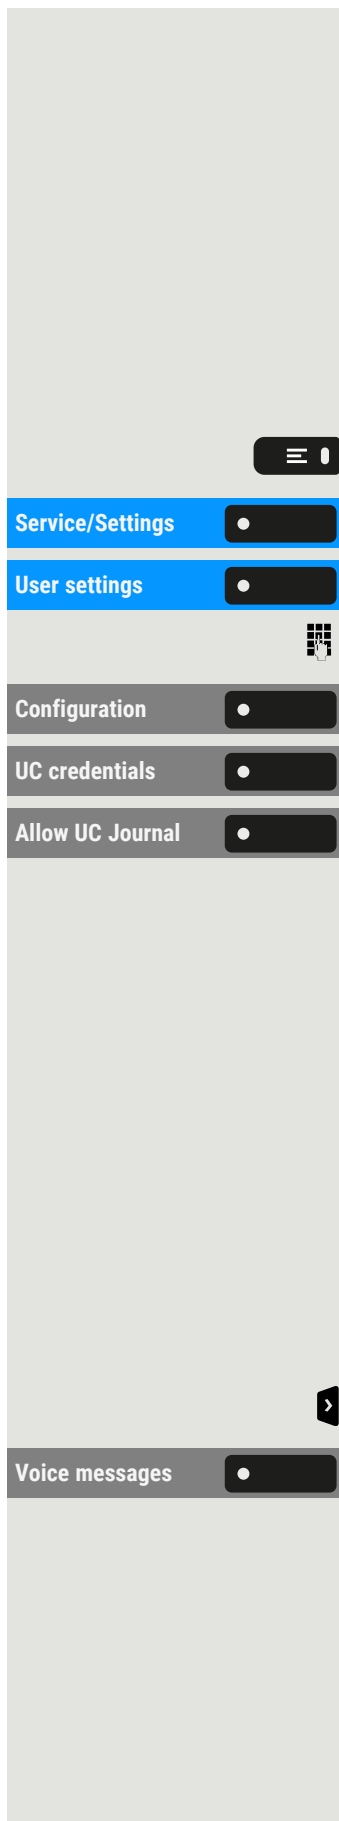 Service/Settings
User settings
Configuration
UC credentials
Allow UC Journal
Voice messages